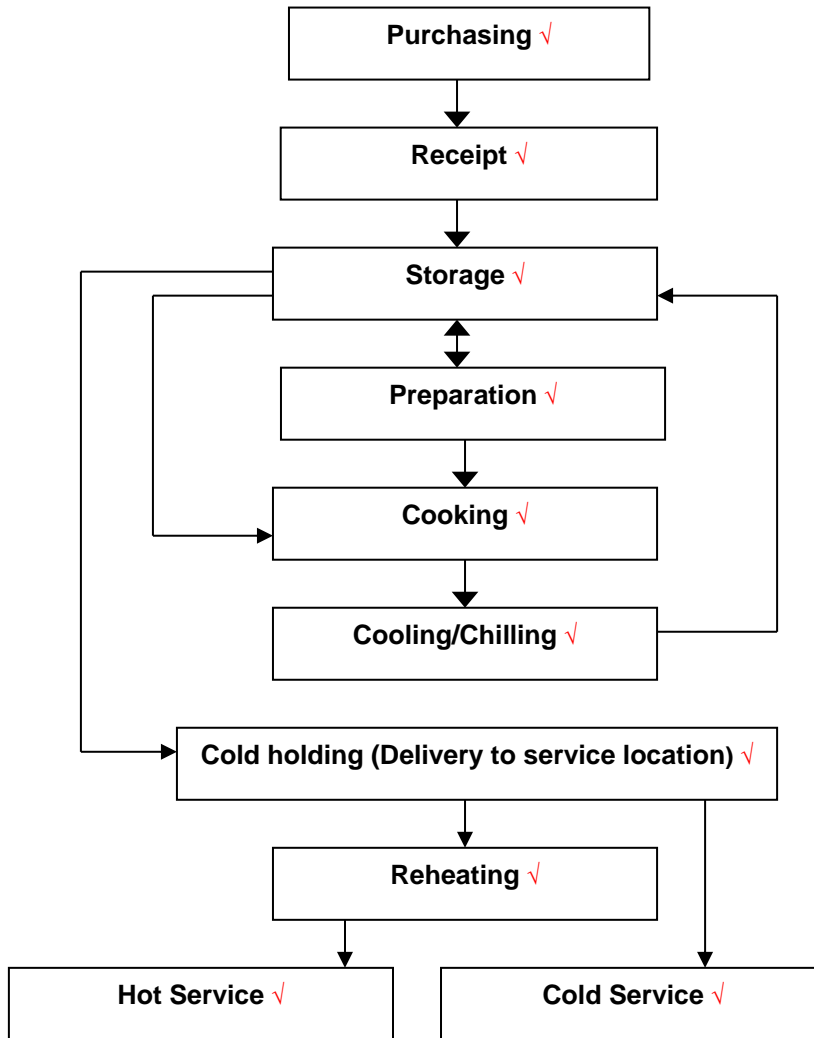 Purchasing √
Receipt √
Storage √
Preparation √
Cooking √
Cooling/Chilling √
Cold holding (Delivery to service location) √
Reheating √
Hot Service √
Cold Service √